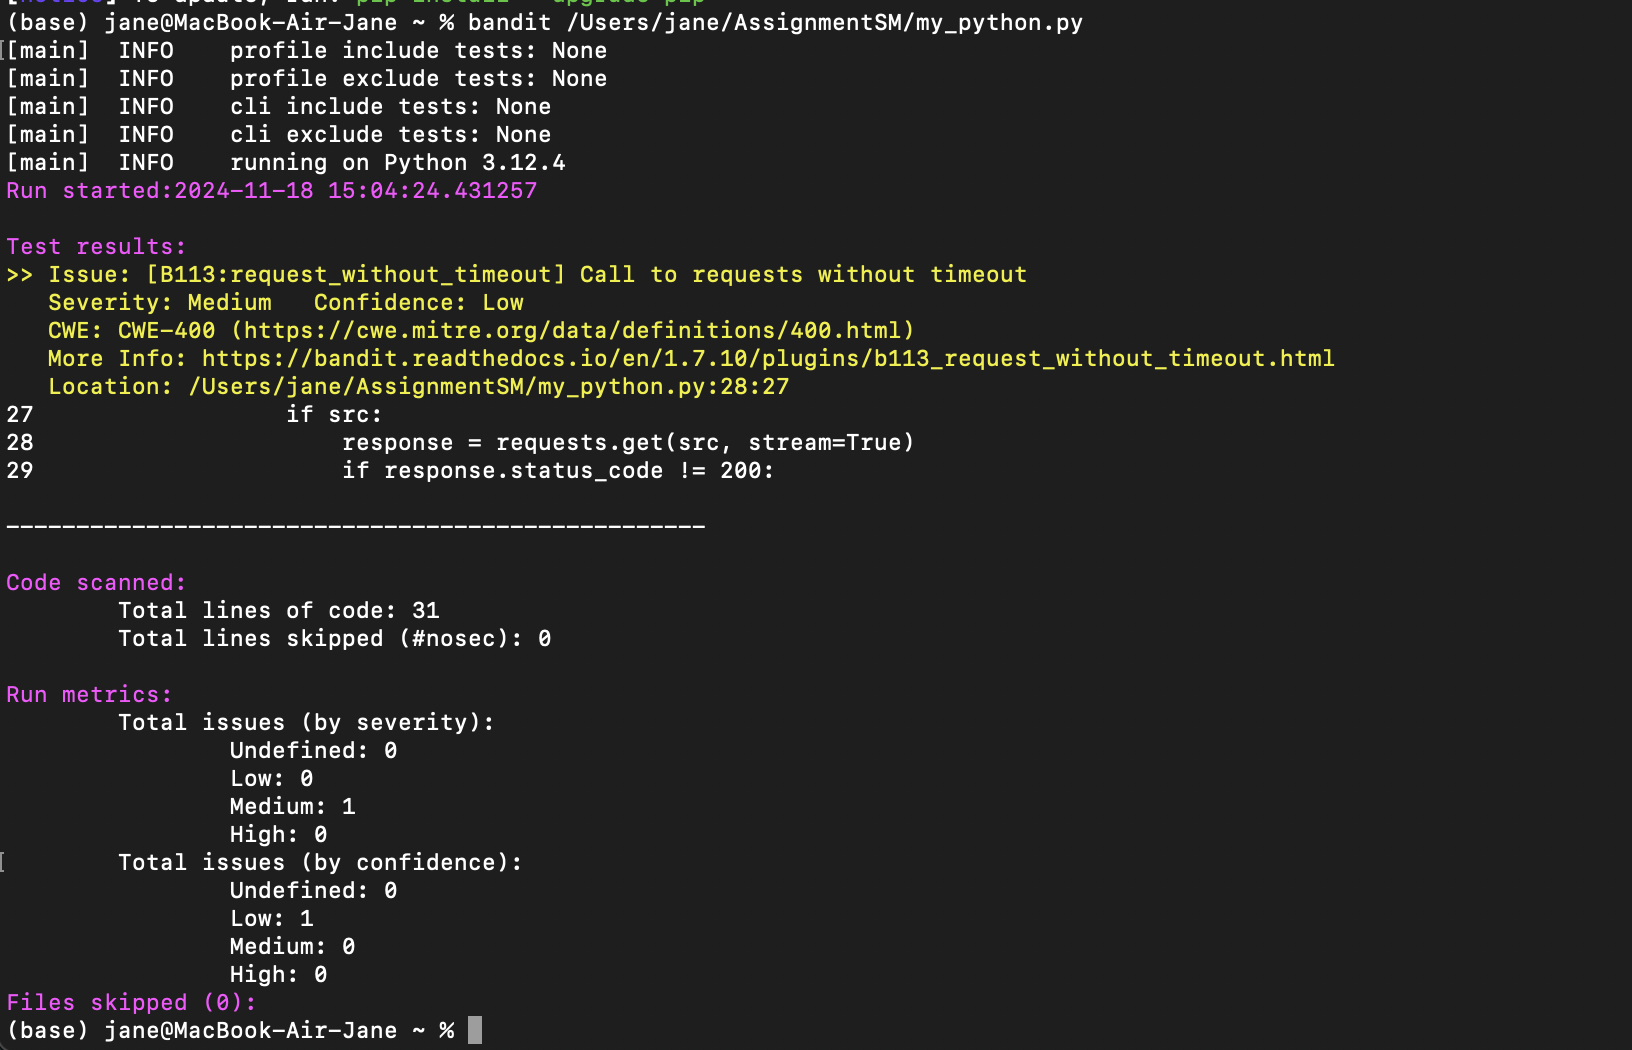 (base) jane@MacBook-Air-Jane ~ % bandit /Users/jane/AssignmentSM/my_python.py
[main]  INFO    profile include tests: None
[main]  INFO    profile exclude tests: None
[main]  INFO    cli include tests: None
[main]  INFO    cli exclude tests: None
[main]  INFO    running on Python 3.12.4
Run started:2024-11-18 15:04:24.431257
Test results:
>> Issue: [B113:request_without_timeout] Call to requests without timeout
   Severity: Medium   Confidence: Low
   CWE: CWE-400 (https://cwe.mitre.org/data/definitions/400.html)
   More Info: https://bandit.readthedocs.io/en/1.7.10/plugins/b113_request_without_timeout.html
   Location: /Users/jane/AssignmentSM/my_python.py:28:27
27                  if src:
28                      response = requests.get(src, stream=True)
29                      if response.status_code != 200:
--------------------------------------------------
Code scanned:
        Total lines of code: 31
        Total lines skipped (#nosec): 0
Run metrics:
        Total issues (by severity):
                Undefined: 0
                Low: 0
                Medium: 1
                High: 0
        Total issues (by confidence):
                Undefined: 0
                Low: 1
                Medium: 0
                High: 0
Files skipped (0):
(base) jane@MacBook-Air-Jane ~ %